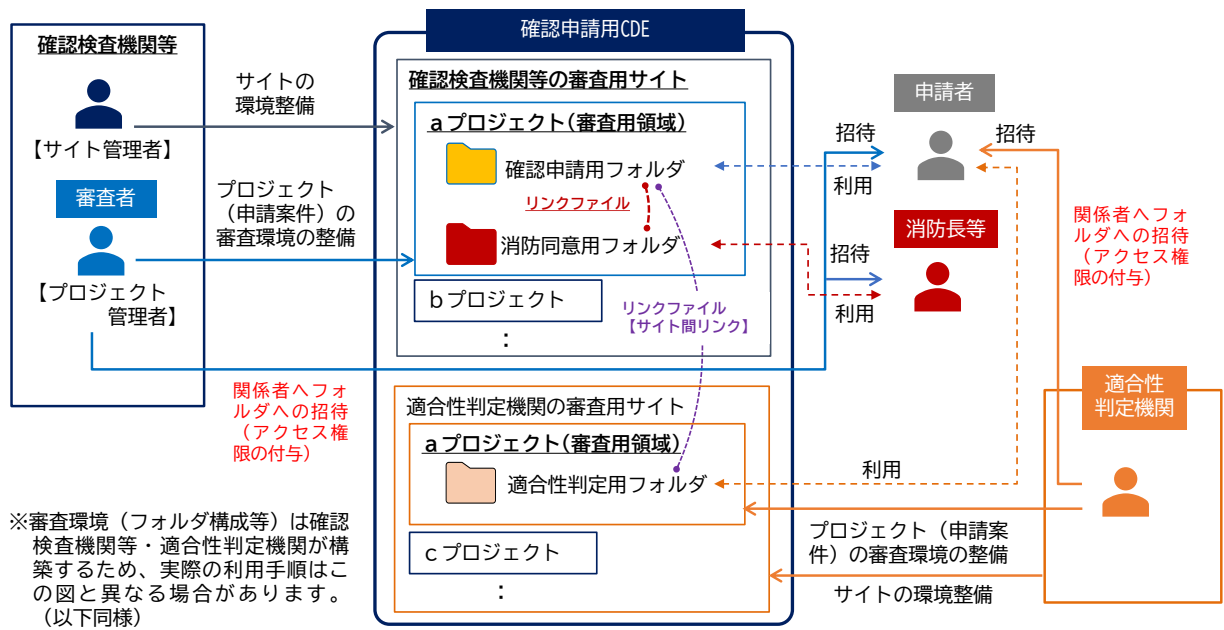 確認検査機関等
【サイト管理者】
審査者
【プロジェクト
管理者】
サイトの
環境整備
プロジェクト
（申請案件）の
審査環境の整備
確認申請用CDE
確認検査機関等の審査用サイト
aプロジェクト(審査用領域)
確認申請用フォルダ
リンクファイル
消防同意用フォルダ
bプロジェクト
：
リンクファイル
【サイト間リンク】
適合性判定機関の審査用サイト
aプロジェクト(審査用領域)
適合性判定用フォルダ
cプロジェクト
：
申請者
招待
招待
利用
消防長等
招待
利用
関係者へフォ
ルダへの招待
（アクセス権
限の付与）
関係者へフォ
ルダへの招待
（アクセス権
限の付与）
適合性
判定機関
利用
プロジェクト（申請案
件）の審査環境の整備
サイトの環境整備
※審査環境（フォルダ構成等）は確認
検査機関等・適合性判定機関が構
築するため、実際の利用手順はこ
の図と異なる場合があります。
（以下同様）